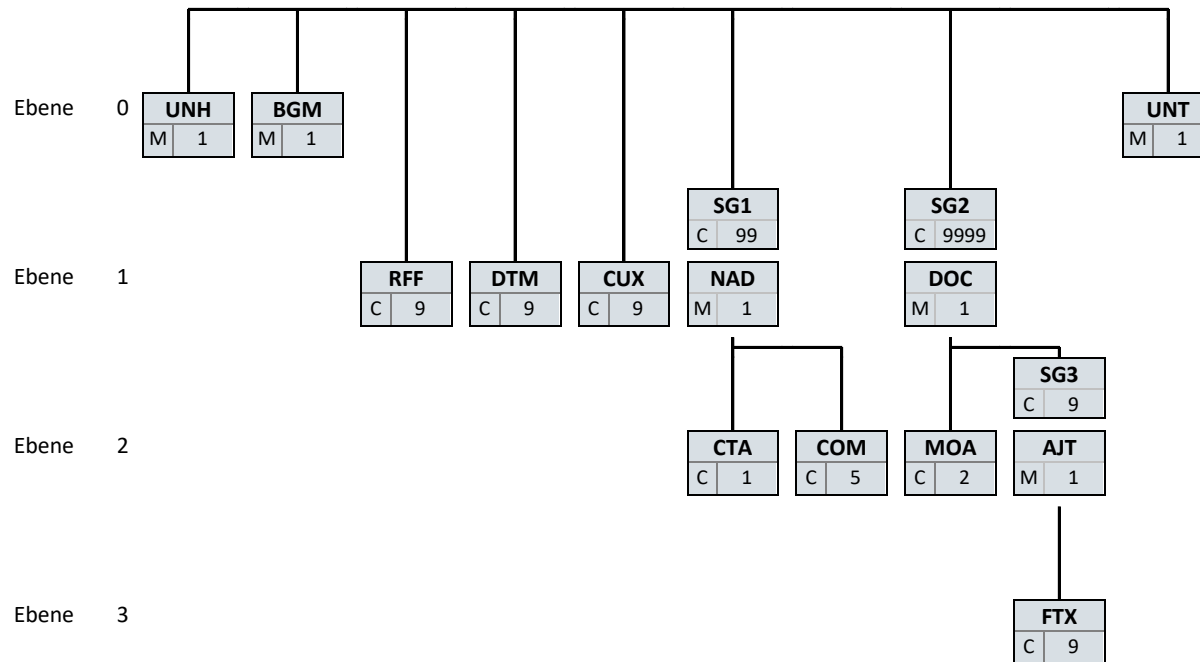 Ebene 0 UNH BGM UNT
M 1 M 1 M 1
SG1 SG2
C 99 C 9999
Ebene 1 RFF DTM CUX NAD DOC
C 9 C 9 C 9 M 1 M 1
SG3
C 9
Ebene 2 CTA COM MOA AJT
C 1 C 5 C 2 M 1
Ebene 3 FTX
C 9